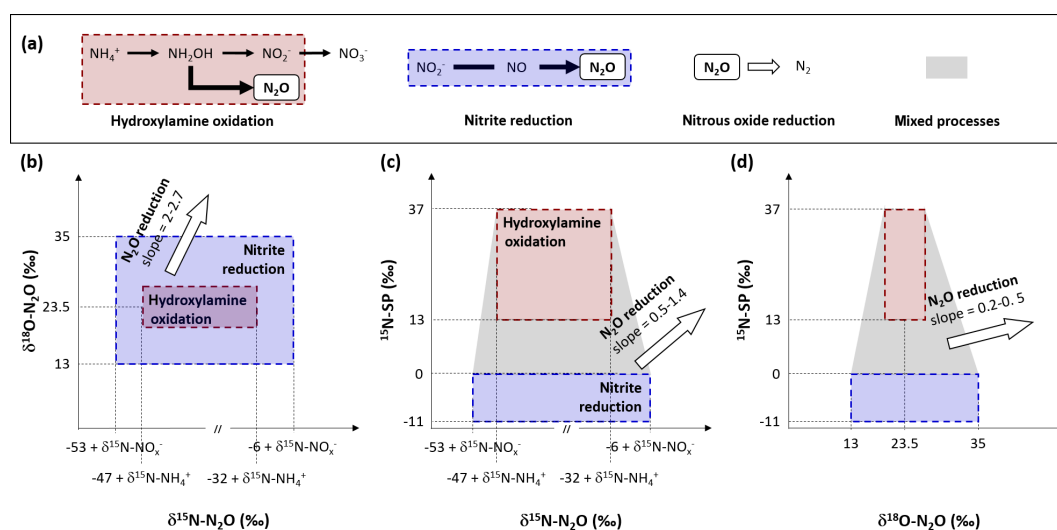 (a)
NH₄⁺ NH₂OH NO₂⁻ NO₃⁻
N₂O
Hydroxylamine oxidation
NO₂⁻ NO N₂O
Nitrite reduction
N₂O N₂
Nitrous oxide reduction
Mixed processes
(b)
N₂O reduction
slope = 2-2.7
Nitrite
reduction
Hydroxylamine
oxidation
35
23.5
13
δ¹⁸O-N₂O (‰)
//
-53 + δ¹⁵N-NOₓ⁻ -6 + δ¹⁵N-NOₓ⁻
-47 + δ¹⁵N-NH₄⁺ -32 + δ¹⁵N-NH₄⁺
δ¹⁵N-N₂O (‰)
(c)
37
13
0
-11
¹⁵N-SP (‰)
Hydroxylamine
oxidation
N₂O reduction
slope = 0.5-1.4
Nitrite
reduction
//
-53 + δ¹⁵N-NOₓ⁻ -6 + δ¹⁵N-NOₓ⁻
-47 + δ¹⁵N-NH₄⁺ -32 + δ¹⁵N-NH₄⁺
δ¹⁵N-N₂O (‰)
(d)
37
13
0
-11
¹⁵N-SP (‰)
N₂O reduction
slope = 0.2-0. 5
13 23.5 35
δ¹⁸O-N₂O (‰)